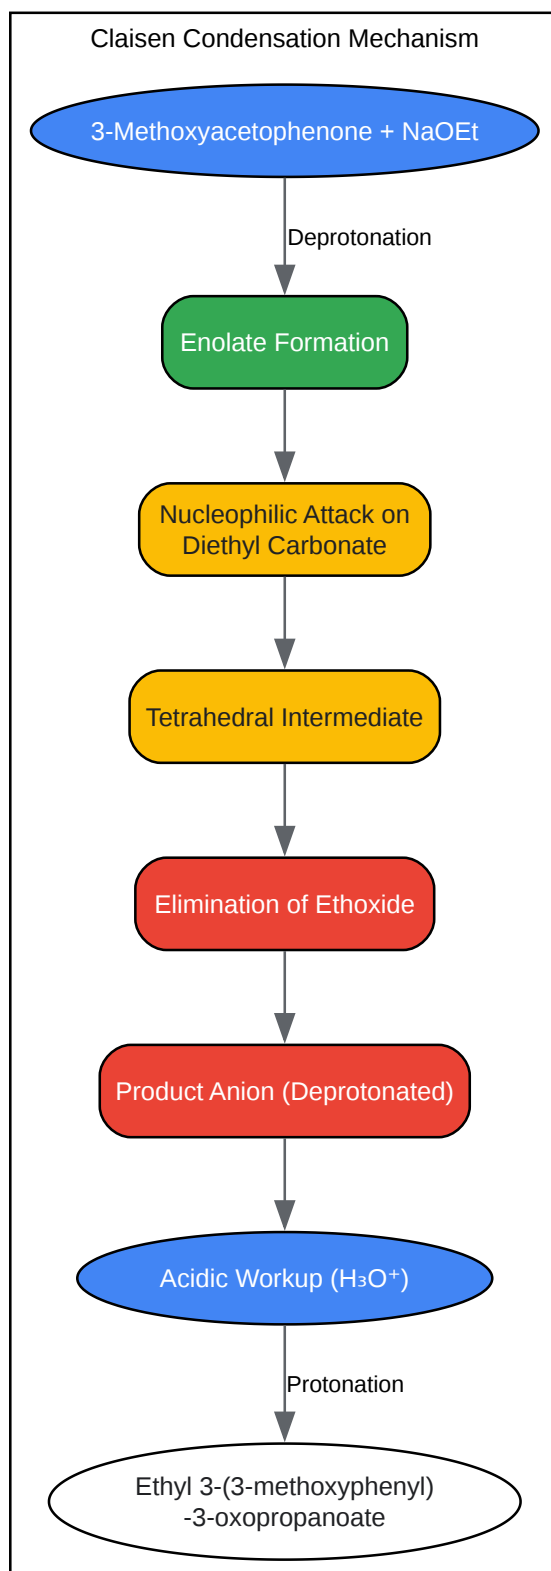 Claisen Condensation Mechanism
3-Methoxyacetophenone + NaOEt
Deprotonation
Enolate Formation
Nucleophilic Attack on
Diethyl Carbonate
Tetrahedral Intermediate
Elimination of Ethoxide
Product Anion (Deprotonated)
Acidic Workup (H₃O⁺)
Protonation
Ethyl 3-(3-methoxyphenyl)
-3-oxopropanoate